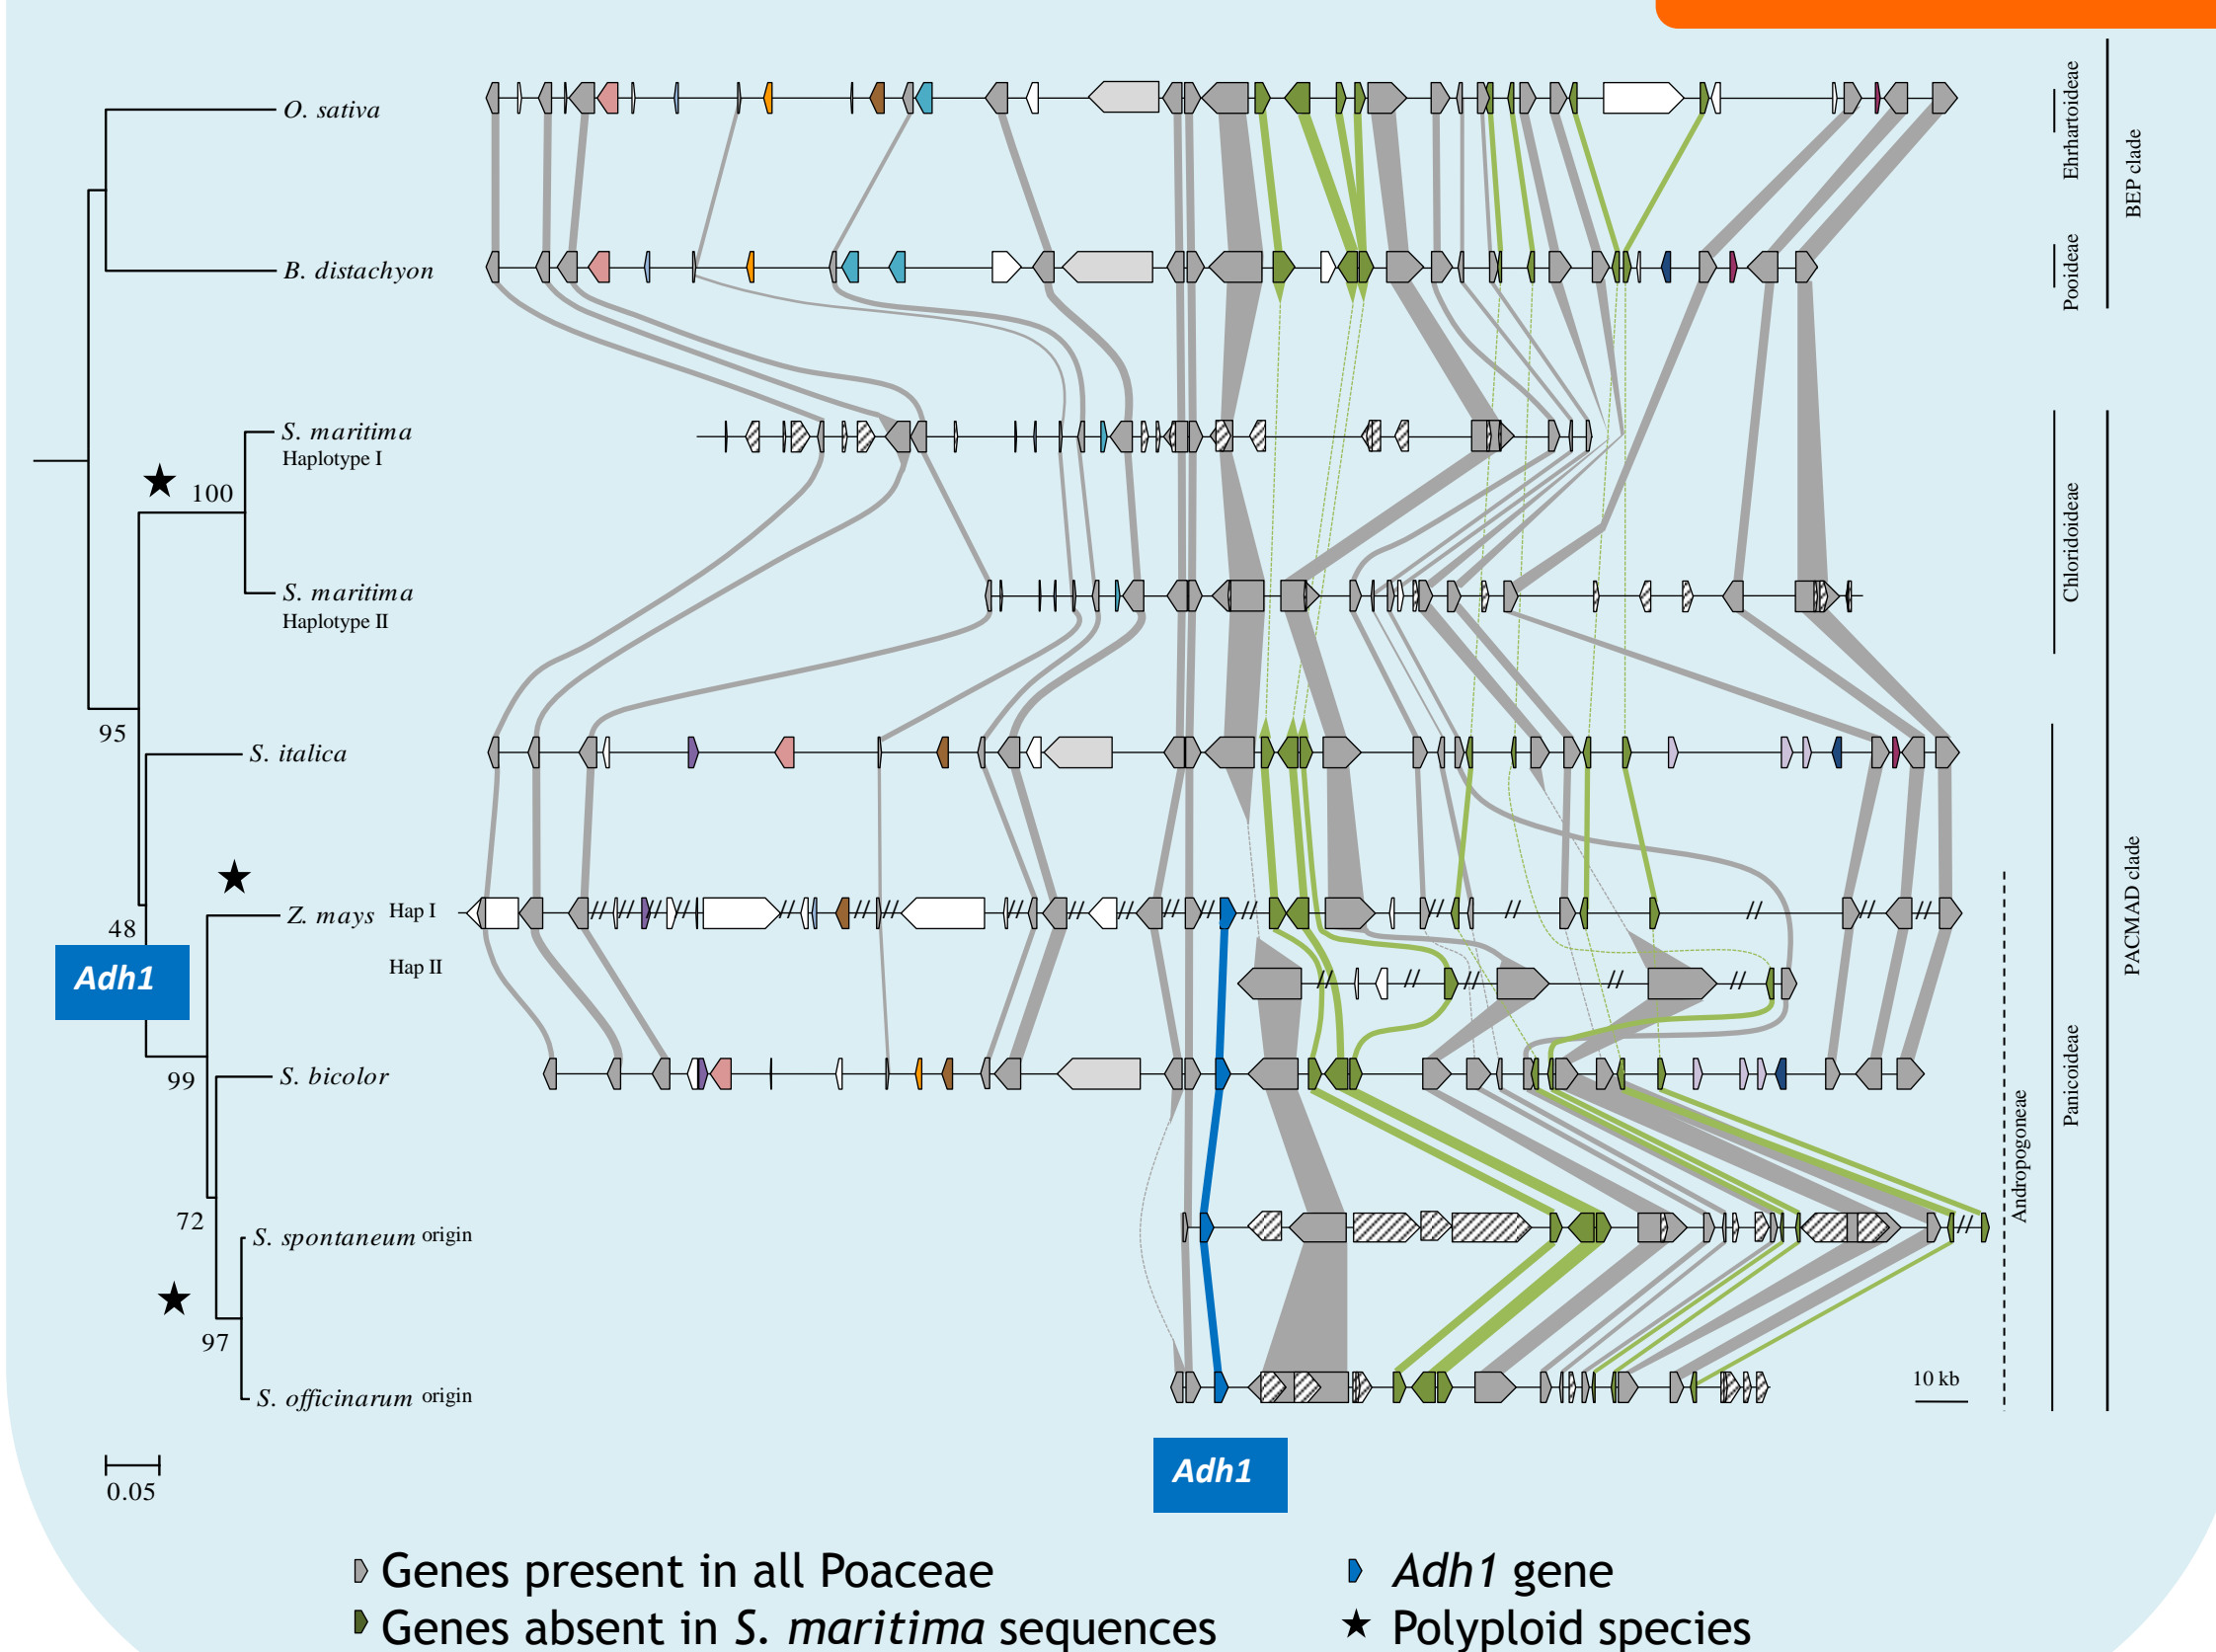 O. sativa
B. distachyon
S. maritima
Haplotype I
100
S. maritima
Haplotype II
95
S. italica
48
Z. mays Hap I
Hap II
Adh1
S. bicolor
99
72
S. spontaneum origin
97
S. officinarum origin
0.05
Adh1
10 kb
Ehrhartoideae
Pooideae
BEP clade
Chloridoideae
Andropogoneae
Panicoideae
PACMAD clade
Genes present in all Poaceae
Adh1 gene
Genes absent in S. maritima sequences
Polyploid species